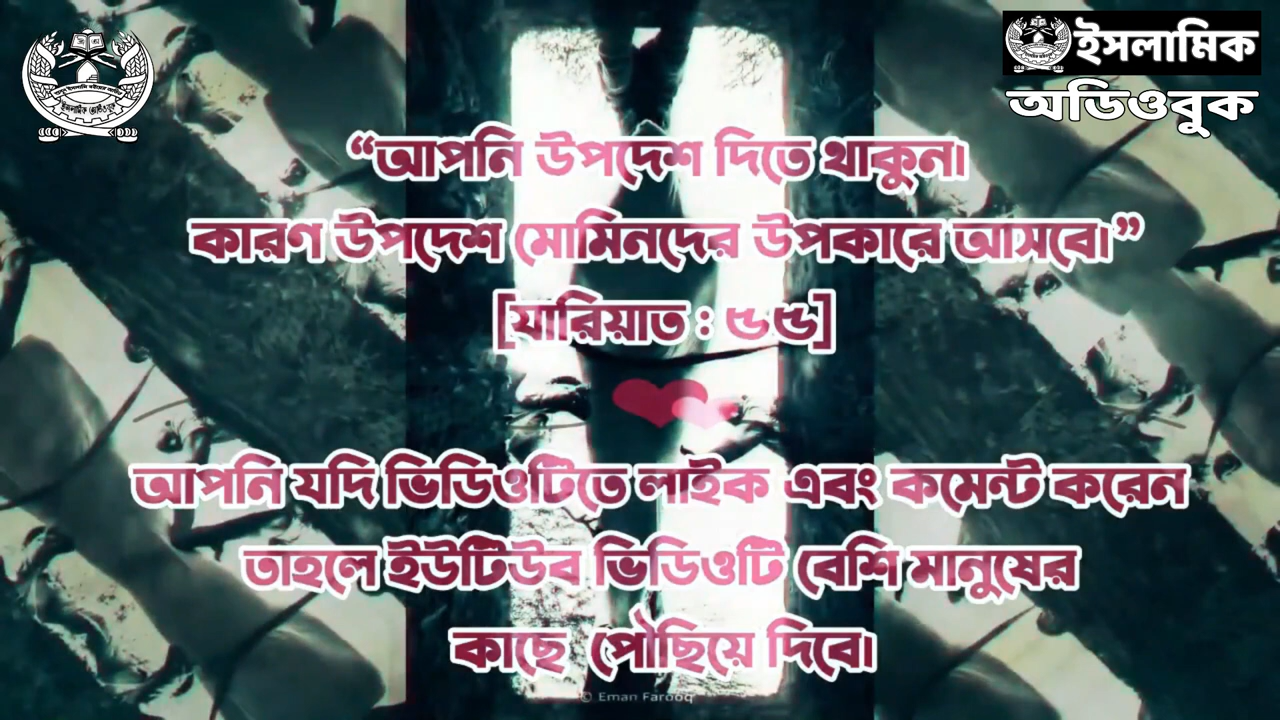 ইসলামিক
অডিওবুক
“আপনি উপদেশ দিতে থাকুন।
কারণ উপদেশ মোমিনদের উপকারে আসবে।”
[যারিয়াত : ৫৫]
আপনি যদি ভিডিওটিতে লাইক এবং কমেন্ট করেন
তাহলে ইউটিউব ভিডিওটি বেশি মানুষের
কাছে পৌছিয়ে দিবে।
© Eman Farooq